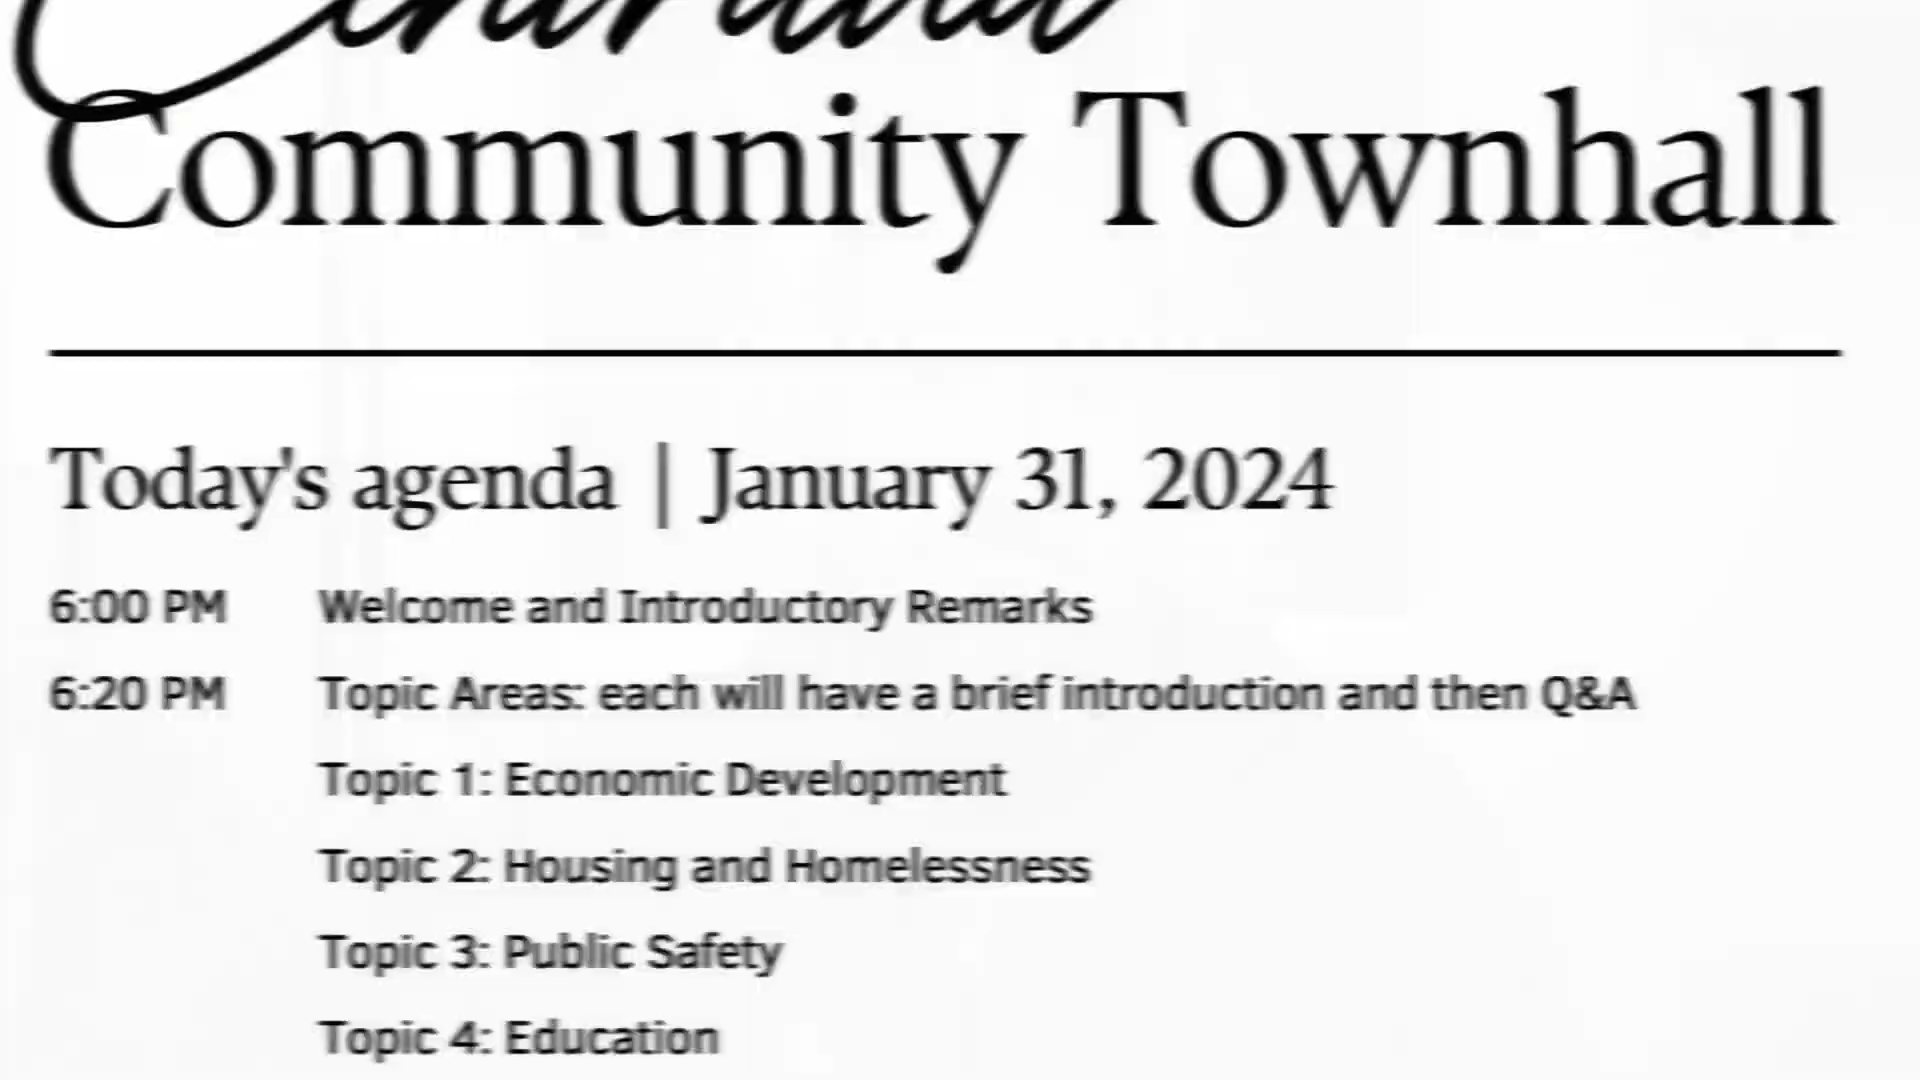 Community Townhall
Today's agenda | January 31, 2024
6:00 PM Welcome and Introductory Remarks
6:20 PM Topic Areas: each will have a brief introduction and then Q&A
Topic 1: Economic Development
Topic 2: Housing and Homelessness
Topic 3: Public Safety
Topic 4: Education